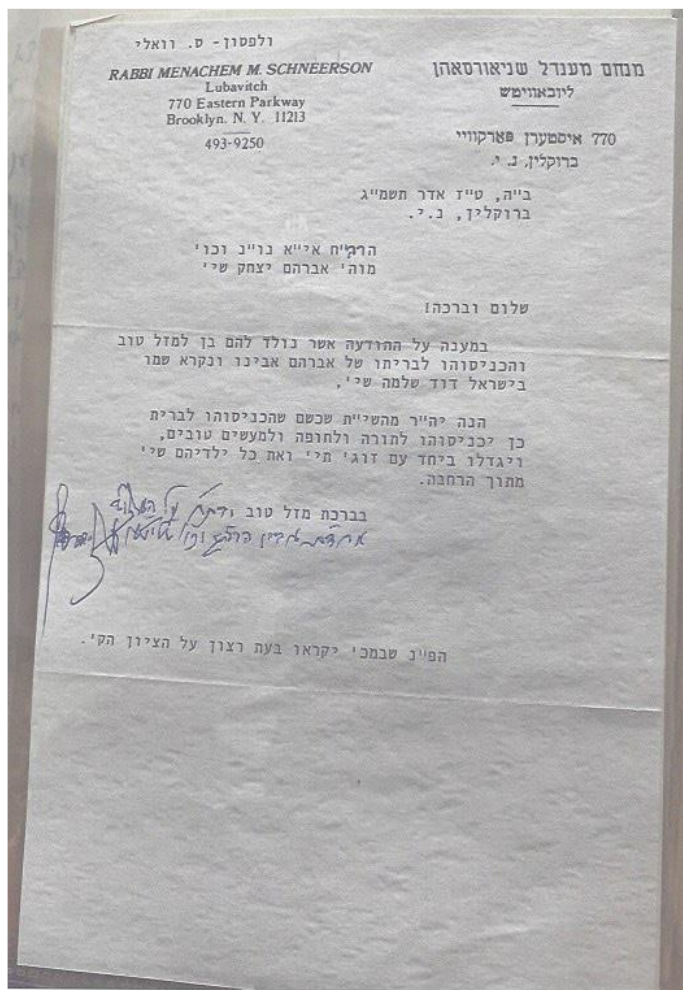 ולפסון- ס. וואלי
RABBI MENACHEM M. SCHNEERSON
Lubavitch
770 Eastern Parkway
Brooklyn. N. Y. 11213
493-9250
מנחם מענדל שניאורסאהן
ליובאוויטש
770 איסטערן פארקוויי
ברוקלין, נ. י.
ב"ה, ט"ז אדר תשמ"ג
ברוקלין, נ.י.
אי"א נו"נ וכו'
מוה' אברהם יצחק שי'
שלום וברכה!
במענה על ההודעה אשר נולד להם בן למזל טוב
והכניסוהו לבריתו של אברהם אבינו ונקרא שמו
בישראל דוד שלמה שי',
הנה יה"ר מהשי"ת שכשם שהכניסוהו לברית
כן יכניסוהו לתורה ולחופה ולמעשים טובים,
ויגדלו ביחד עם זוג' תי' ואת כל ילדיהם שי'
מתוך הרחבה.
בברכת מזל טוב
הפ"נ שבמכ' יקראו בעת רצון על הציון הק'.